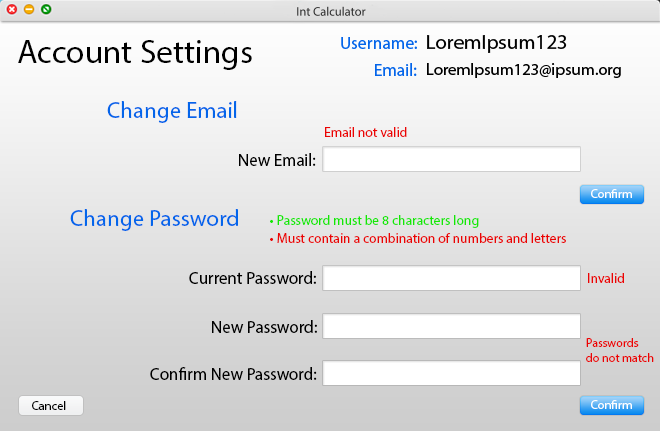 Int Calculator
Account Settings
Username: LoremIpsum123
Email: LoremIpsum123@ipsum.org
Change Email
Email not valid
New Email:
Confirm
Change Password
• Password must be 8 characters long
• Must contain a combination of numbers and letters
Current Password:
Invalid
New Password:
Passwords
do not match
Confirm New Password:
Cancel
Confirm